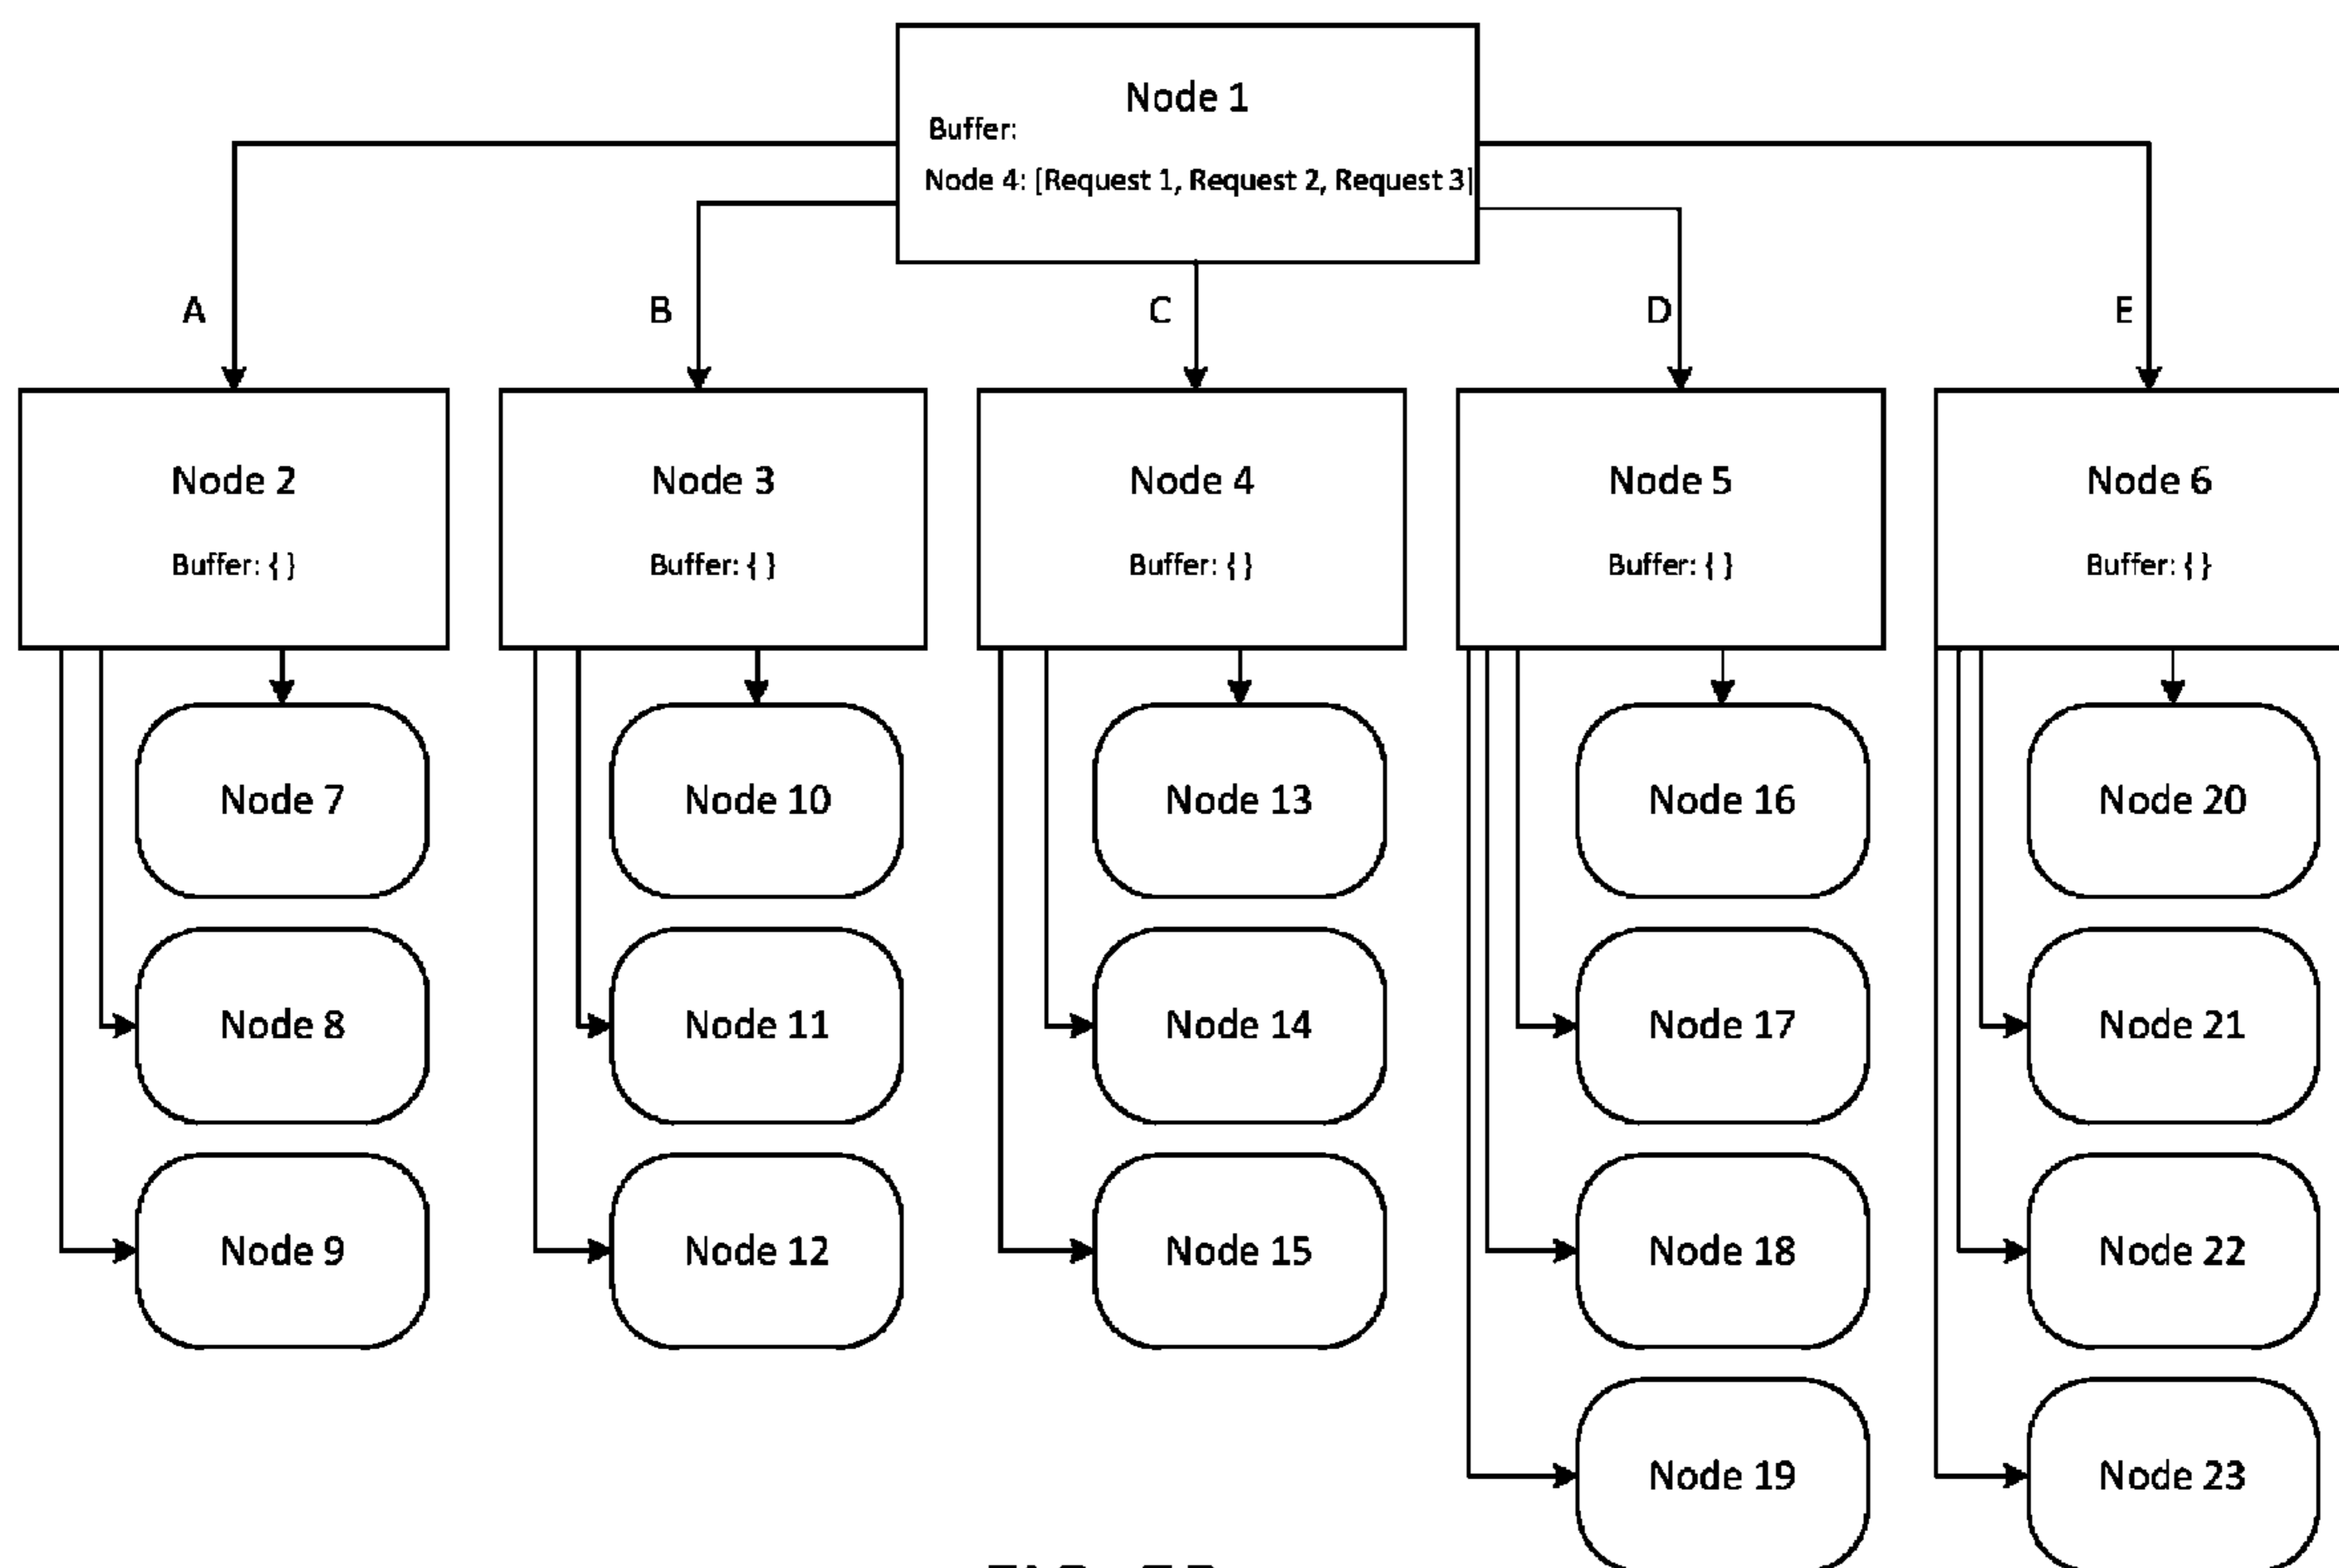 Node 1
Buffer:
Node 4: [Request 1, Request 2, Request 3]
A
B
C
D
E
Node 2
Buffer: { }
Node 3
Buffer: { }
Node 4
Buffer: { }
Node 5
Buffer: { }
Node 6
Buffer: { }
Node 7
Node 10
Node 13
Node 16
Node 20
Node 8
Node 11
Node 14
Node 17
Node 21
Node 9
Node 12
Node 15
Node 18
Node 22
Node 19
Node 23